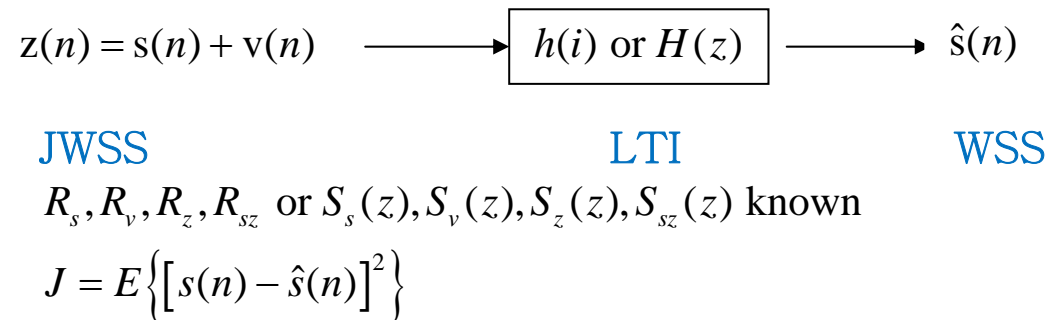 z(n) = s(n) + v(n) h(i) or H(z) ŝ(n)
JWSS LTI WSS
R_s, R_v, R_z, R_sz or S_s(z), S_v(z), S_z(z), S_sz(z) known
J = E{[s(n) − ŝ(n)]²}